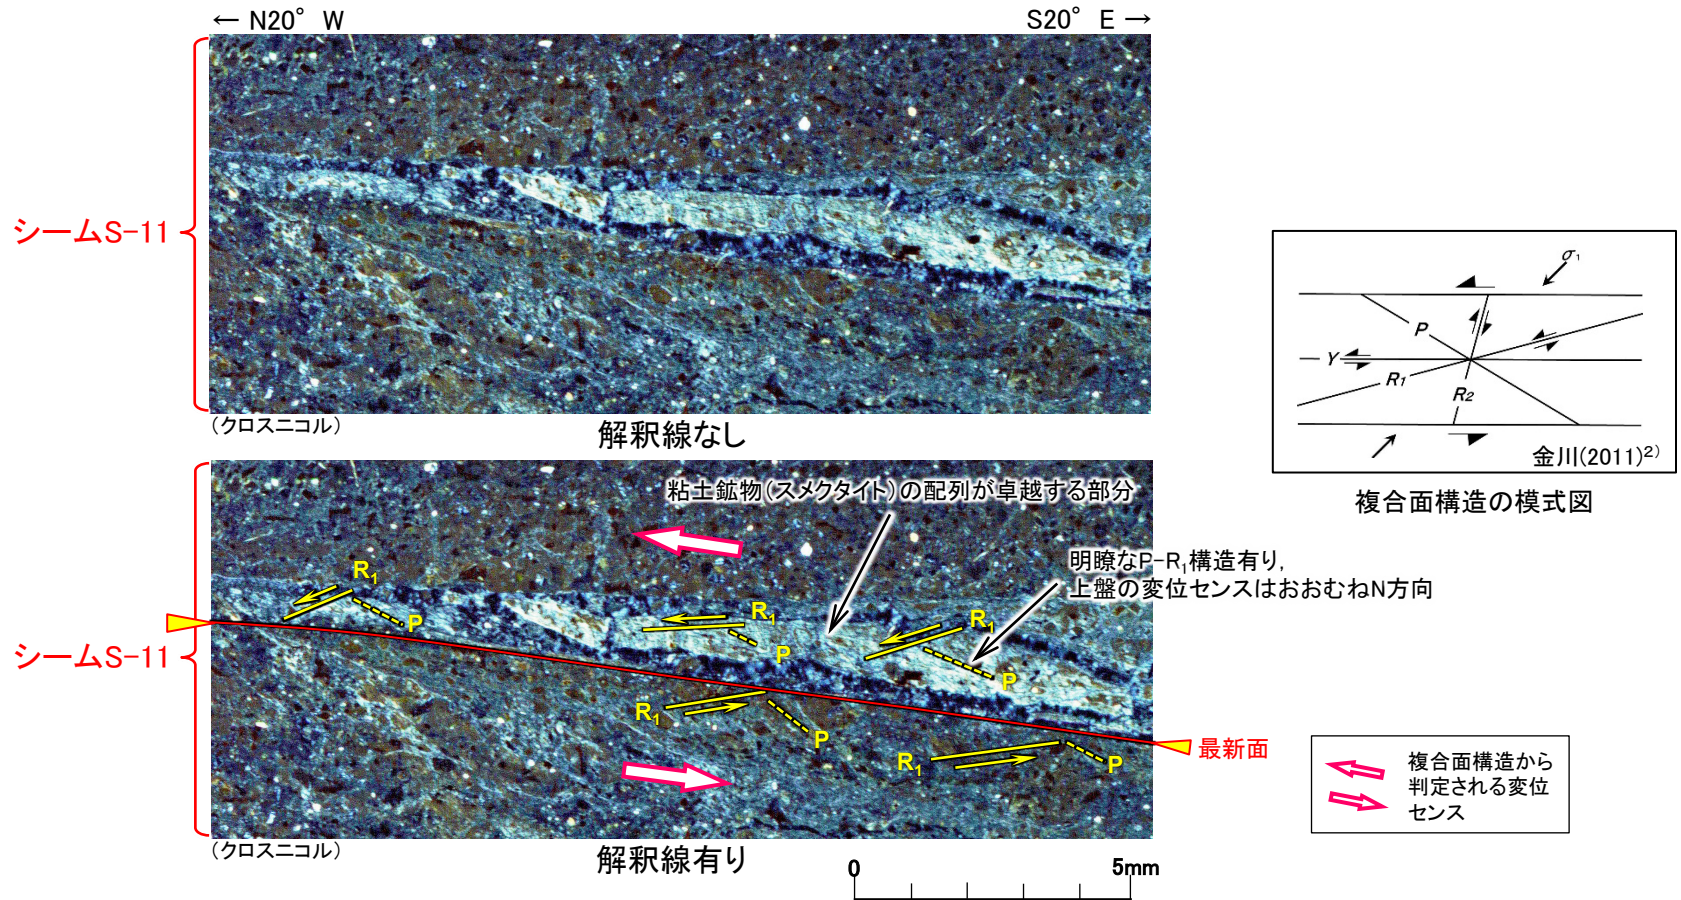 ← N20° W
S20° E →
シームS-11
(クロスニコル)
解釈線なし
σ1
P
Y
R1
R2
金川(2011)2)
複合面構造の模式図
粘土鉱物(スメクタイト)の配列が卓越する部分
明瞭なP-R1構造有り,
上盤の変位センスはおおむねN方向
R1
P
R1
P
R1
P
R1
P
R1
P
シームS-11
最新面
(クロスニコル)
解釈線有り
0
5mm
複合面構造から
判定される変位
センス